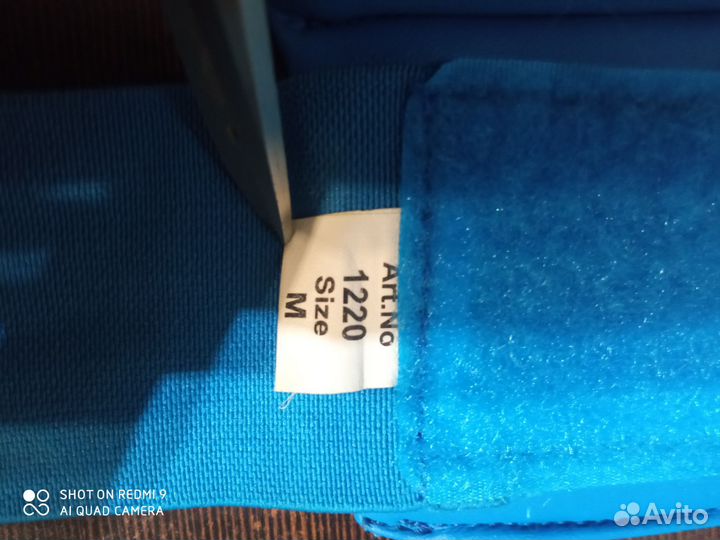 Art.No
1220
Size
M
SHOT ON REDMI 9
AI QUAD CAMERA
Avito